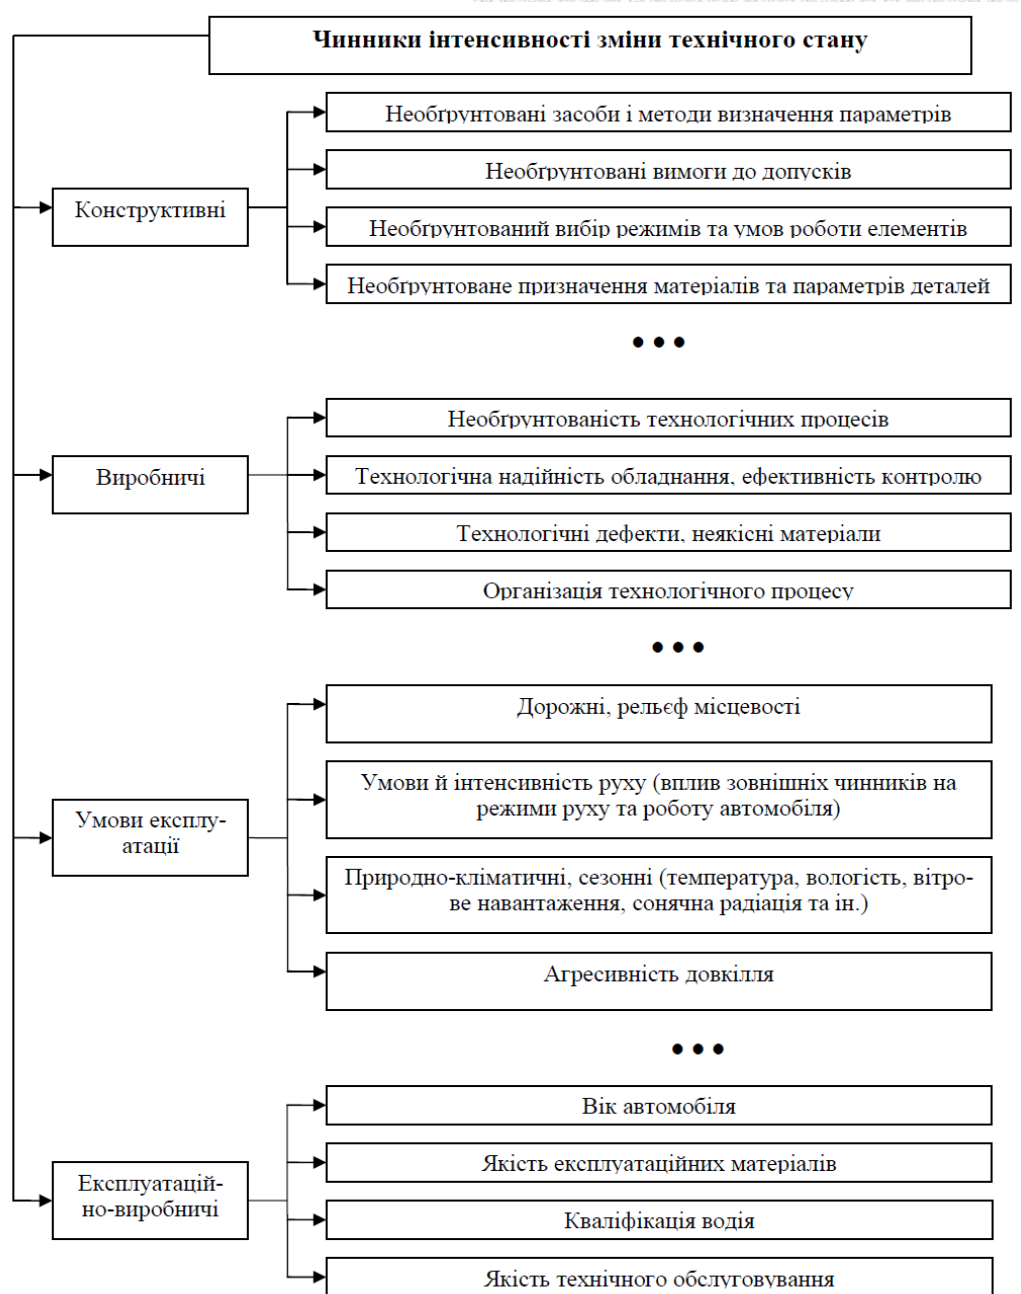 Чинники інтенсивності зміни технічного стану
Необґрунтовані засоби і методи визначення параметрів
Необґрунтовані вимоги до допусків
Конструктивні
Необґрунтований вибір режимів та умов роботи елементів
Необґрунтоване призначення матеріалів та параметрів деталей
•••
Необґрунтованість технологічних процесів
Виробничі
Технологічна надійність обладнання, ефективність контролю
Технологічні дефекти, неякісні матеріали
Організація технологічного процесу
•••
Дорожні, рельєф місцевості
Умови й інтенсивність руху (вплив зовнішніх чинників на
режими руху та роботу автомобіля)
Умови експлу-
атації
Природно-кліматичні, сезонні (температура, вологість, вітро-
ве навантаження, сонячна радіація та ін.)
Агресивність довкілля
•••
Вік автомобіля
Якість експлуатаційних матеріалів
Експлуатацій-
но-виробничі
Кваліфікація водія
Якість технічного обслуговування